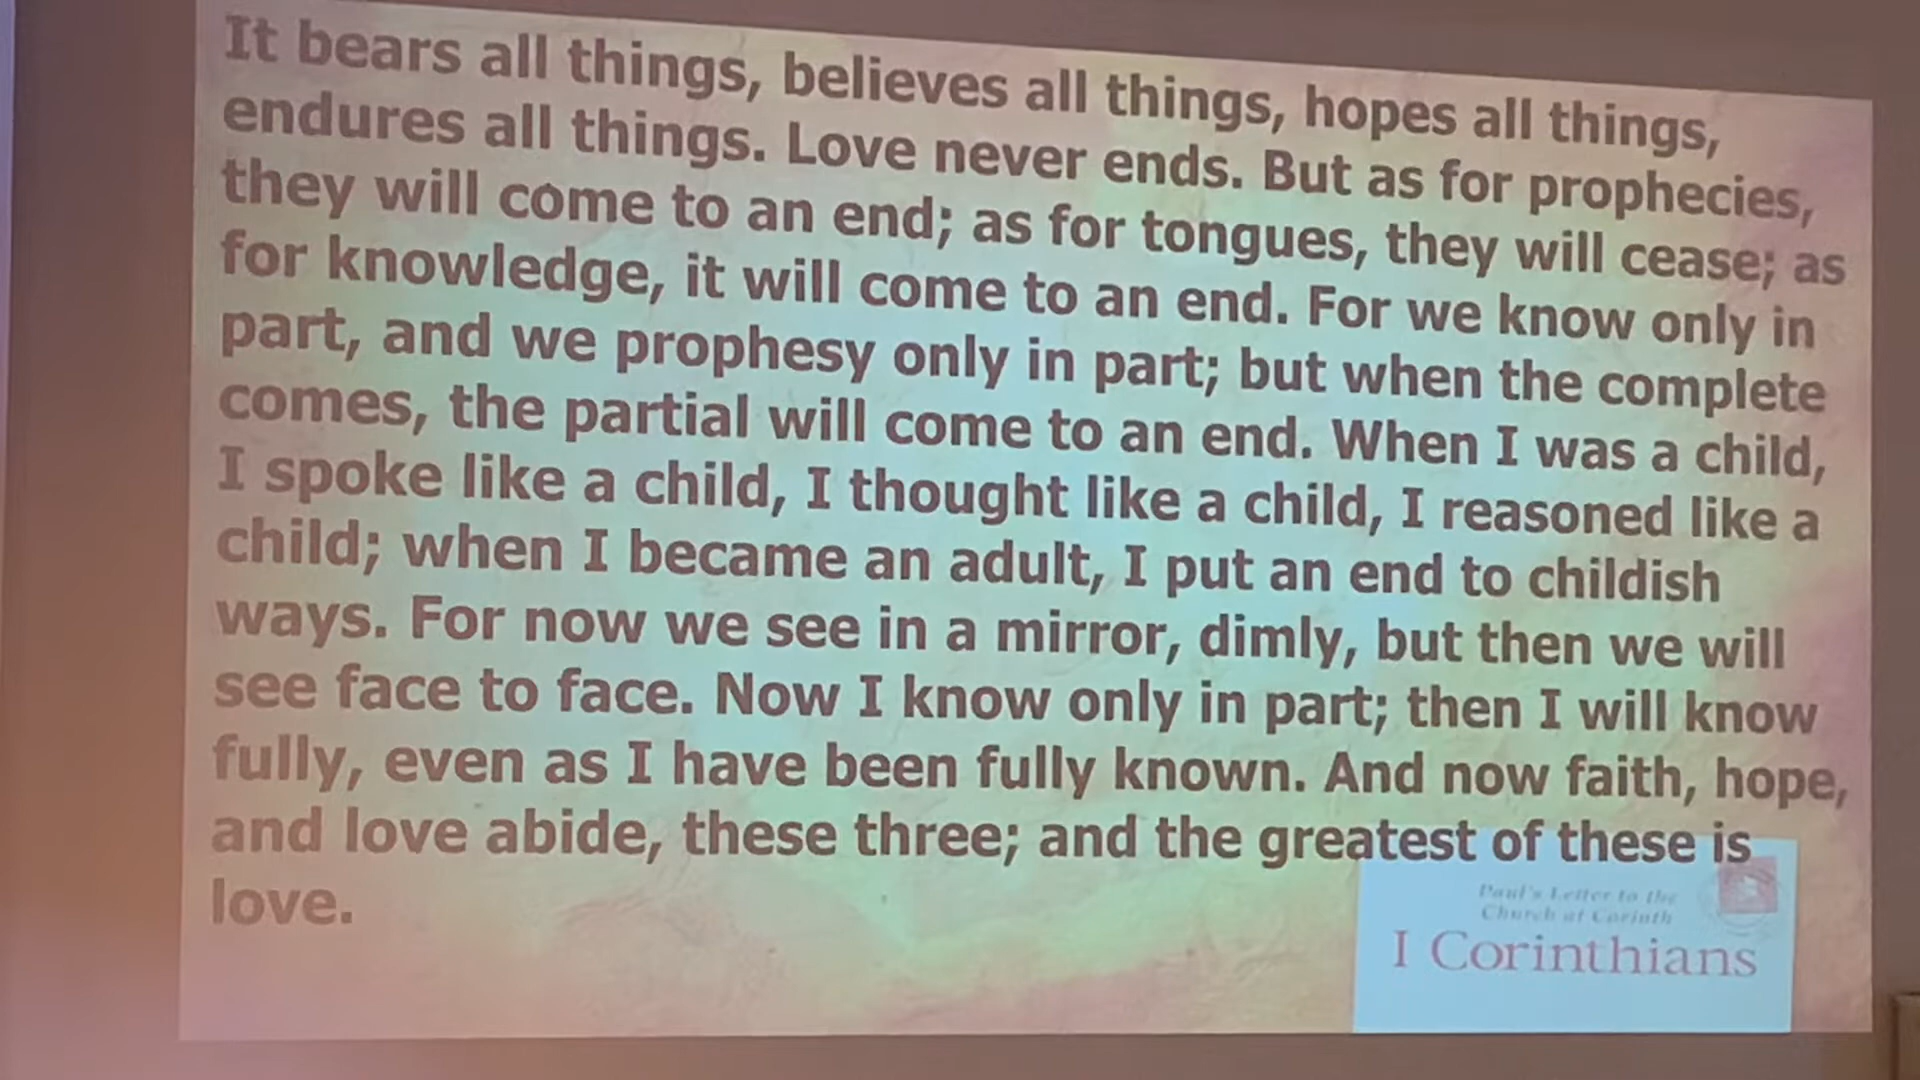 It bears all things, believes all things, hopes all things,
endures all things. Love never ends. But as for prophecies,
they will come to an end; as for tongues, they will cease; as
for knowledge, it will come to an end. For we know only in
part, and we prophesy only in part; but when the complete
comes, the partial will come to an end. When I was a child,
I spoke like a child, I thought like a child, I reasoned like a
child; when I became an adult, I put an end to childish
ways. For now we see in a mirror, dimly, but then we will
see face to face. Now I know only in part; then I will know
fully, even as I have been fully known. And now faith, hope,
and love abide, these three; and the greatest of these is
love.
Paul's Letter to the
Church at Corinth
I Corinthians